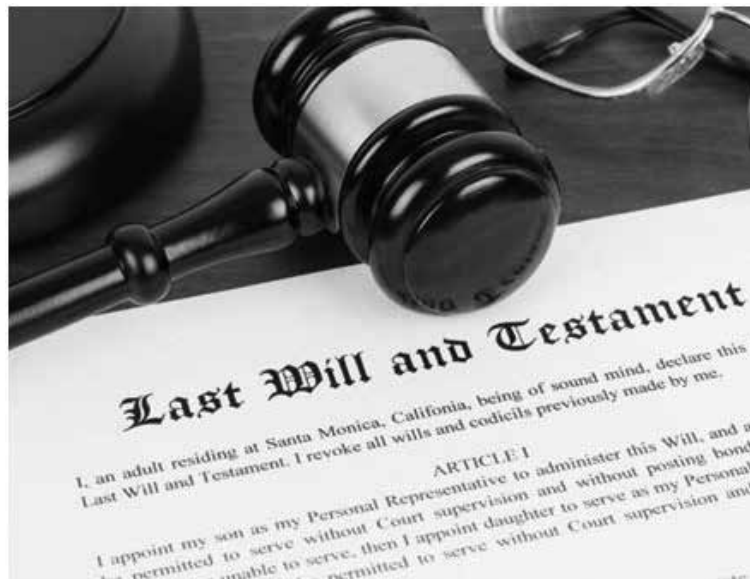 Last Will and Testament
I, an adult residing at Santa Monica, Califonia, being of sound mind, declare this
Last Will and Testament. I revoke all wills and codicils previously made by me.
ARTICLE I
I appoint my son as my Personal Representative to administer this Will, and a
permitted to serve without Court supervision and without posting bond
unable to serve, then I appoint daughter to serve as my Personal
permitted to serve without Court supervision and